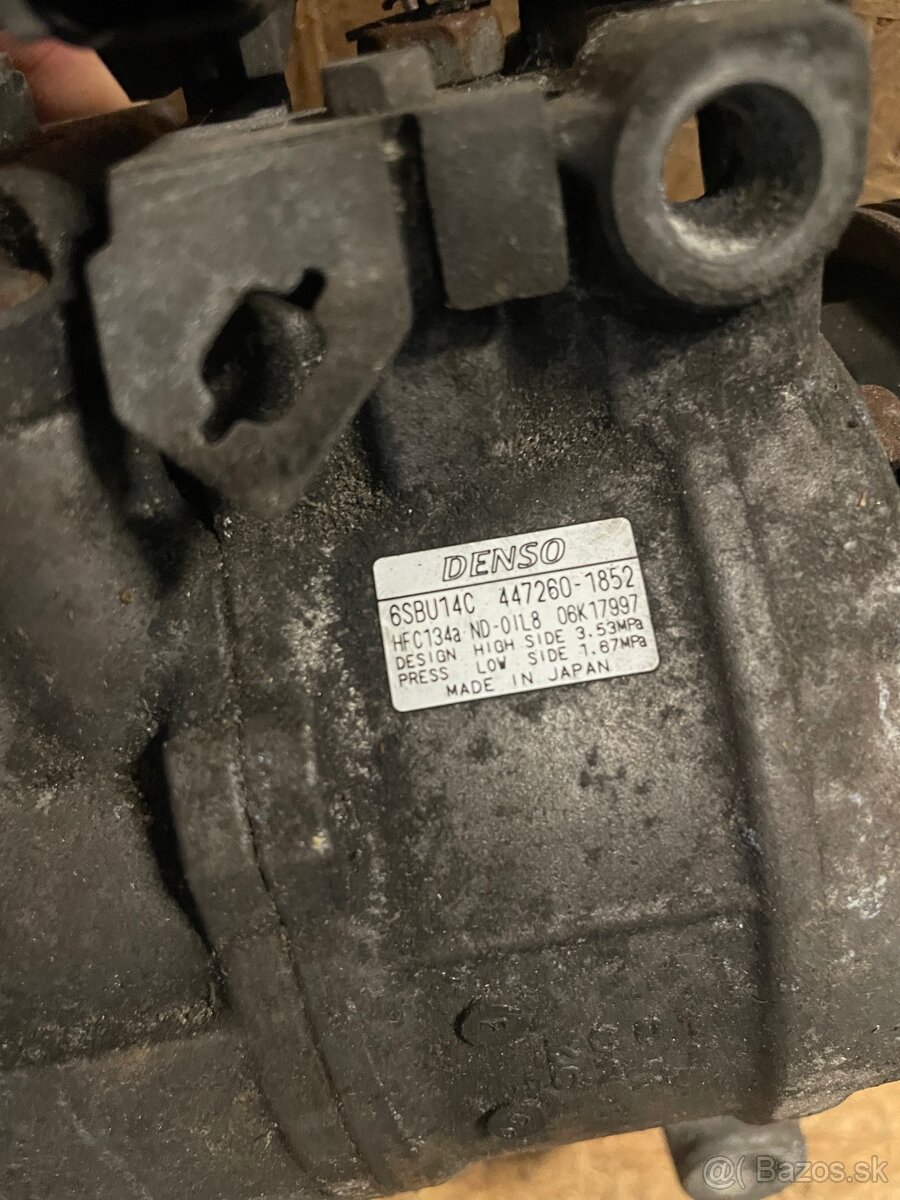 DENSO
6SBU14C 447260-1852
HFC134a ND-OIL8 06K17997
DESIGN HIGH SIDE 3.53MPa
PRESS LOW SIDE 1.67MPa
MADE IN JAPAN
@( Bazos.sk